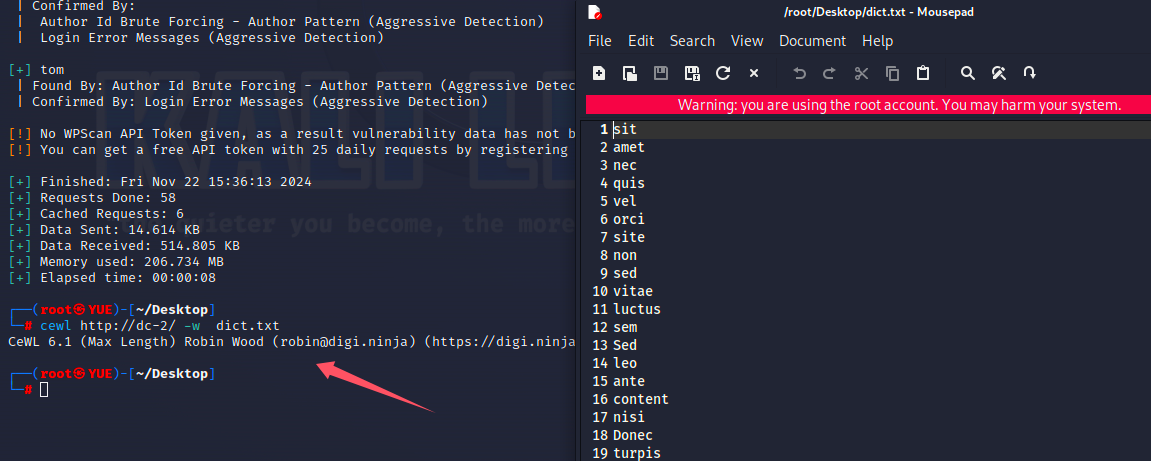 | Confirmed By:
|  Author Id Brute Forcing - Author Pattern (Aggressive Detection)
|  Login Error Messages (Aggressive Detection)
[+] tom
| Found By: Author Id Brute Forcing - Author Pattern (Aggressive Detec
| Confirmed By: Login Error Messages (Aggressive Detection)
[!] No WPScan API Token given, as a result vulnerability data has not b
[!] You can get a free API token with 25 daily requests by registering
[+] Finished: Fri Nov 22 15:36:13 2024
[+] Requests Done: 58
[+] Cached Requests: 6
[+] Data Sent: 14.614 KB
[+] Data Received: 514.805 KB
[+] Memory used: 206.734 MB
[+] Elapsed time: 00:00:08
┌──(root㉿YUE)-[~/Desktop]
└─# cewl http://dc-2/ -w  dict.txt
CeWL 6.1 (Max Length) Robin Wood (robin@digi.ninja) (https://digi.ninja
┌──(root㉿YUE)-[~/Desktop]
└─#
/root/Desktop/dict.txt - Mousepad
File Edit Search View Document Help
Warning: you are using the root account. You may harm your system.
1 sit
2 amet
3 nec
4 quis
5 vel
6 orci
7 site
8 non
9 sed
10 vitae
11 luctus
12 sem
13 Sed
14 leo
15 ante
16 content
17 nisi
18 Donec
19 turpis